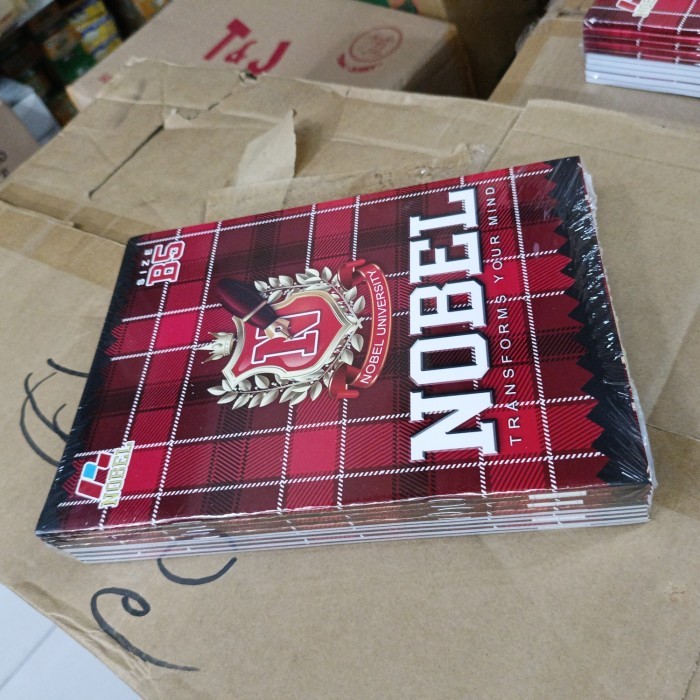 T&J
SIZE
B5
N
NOBEL UNIVERSITY
NOBEL
TRANSFORMS YOUR MIND
NOBEL